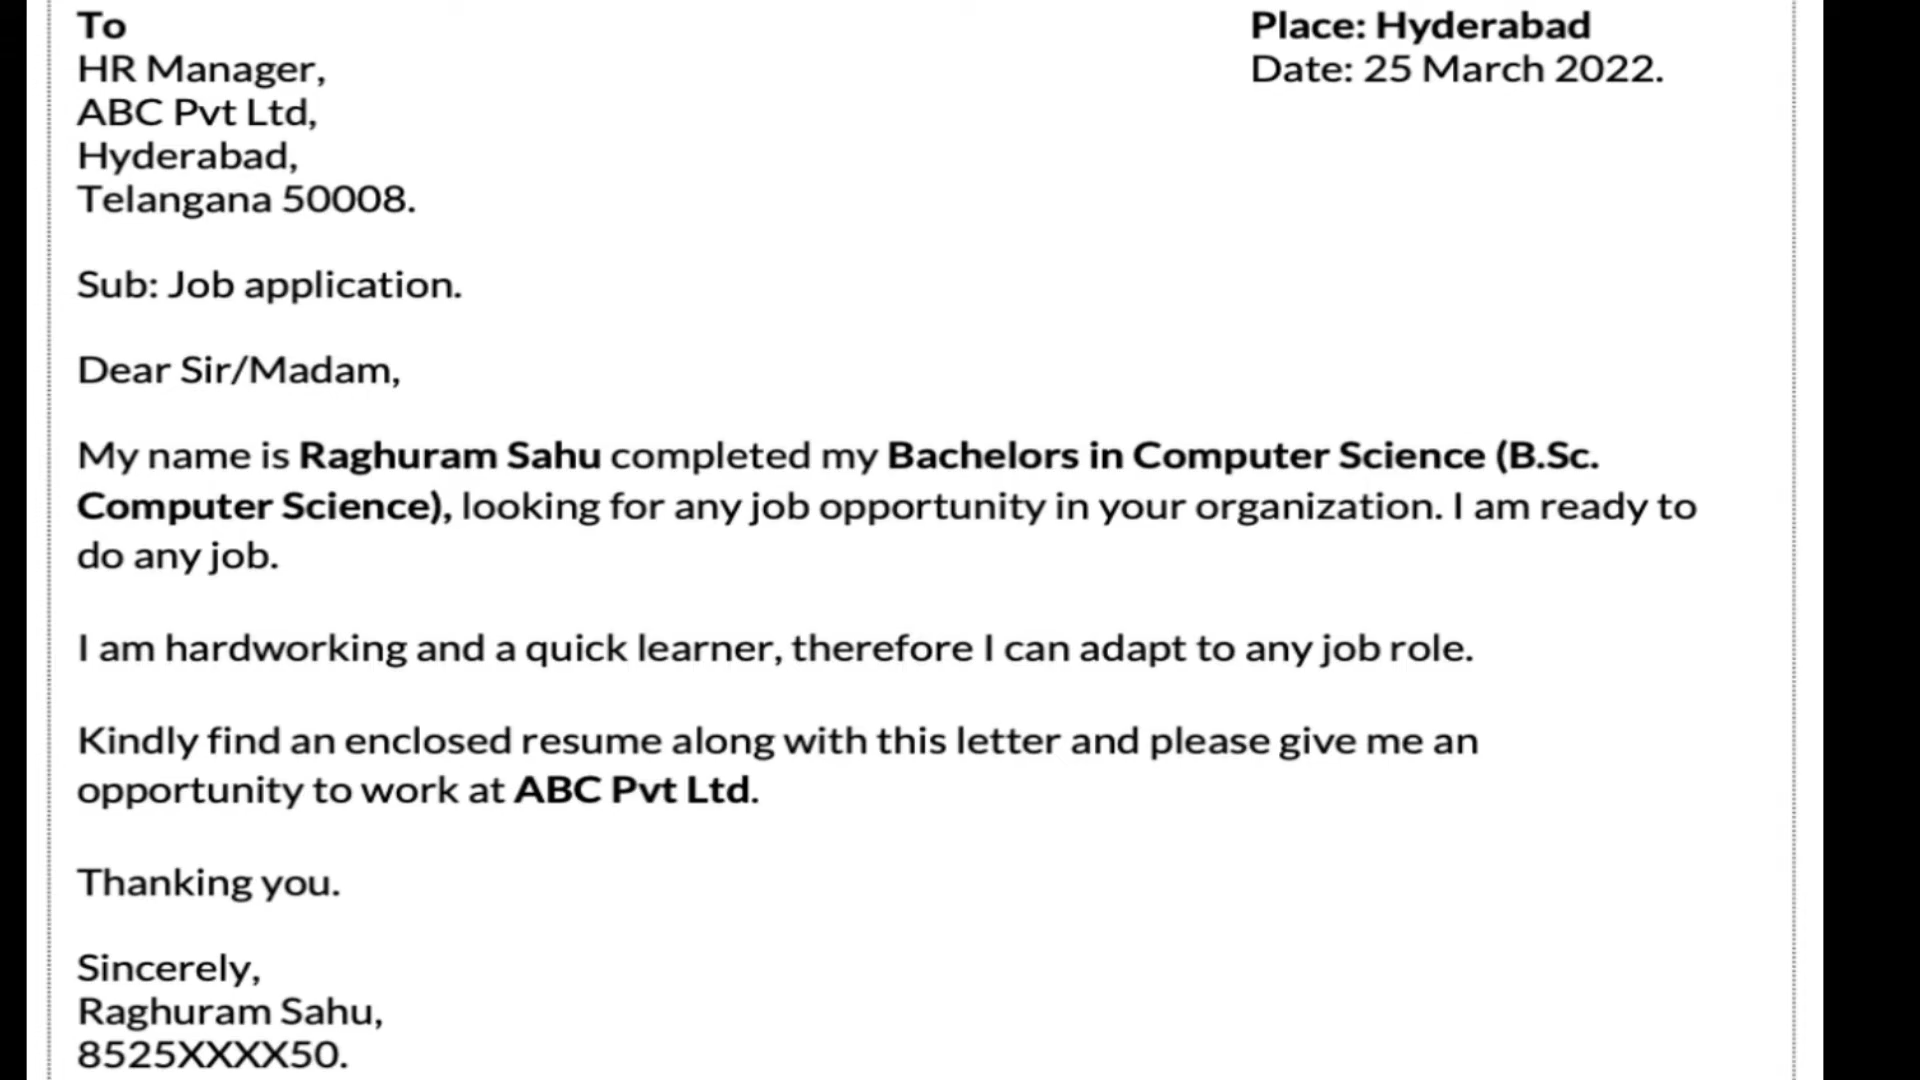 To
Place: Hyderabad
HR Manager,
Date: 25 March 2022.
ABC Pvt Ltd,
Hyderabad,
Telangana 50008.
Sub: Job application.
Dear Sir/Madam,
My name is Raghuram Sahu completed my Bachelors in Computer Science (B.Sc.
Computer Science), looking for any job opportunity in your organization. I am ready to
do any job.
I am hardworking and a quick learner, therefore I can adapt to any job role.
Kindly find an enclosed resume along with this letter and please give me an
opportunity to work at ABC Pvt Ltd.
Thanking you.
Sincerely,
Raghuram Sahu,
8525XXXX50.